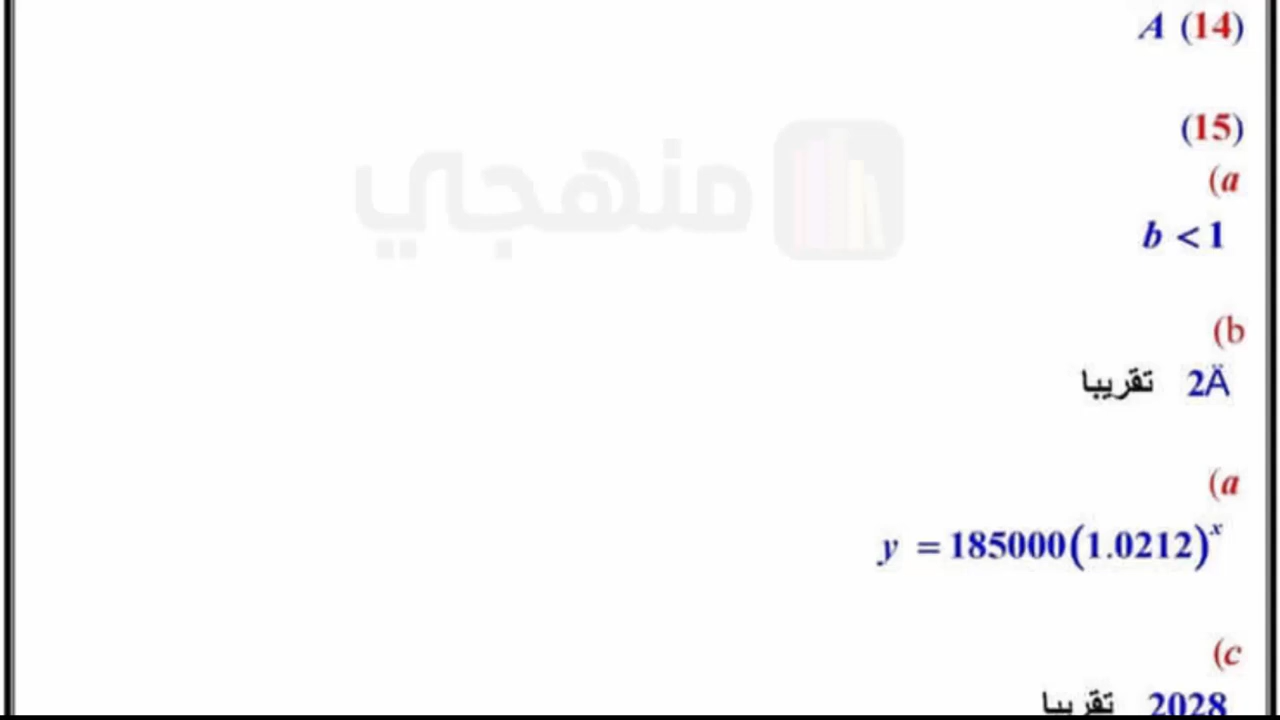 (14) A
منهجي
(15)
(a
b < 1
(b
2Ä تقريبا
(a
y = 185000(1.0212)^x
(c
2028 تقريبا